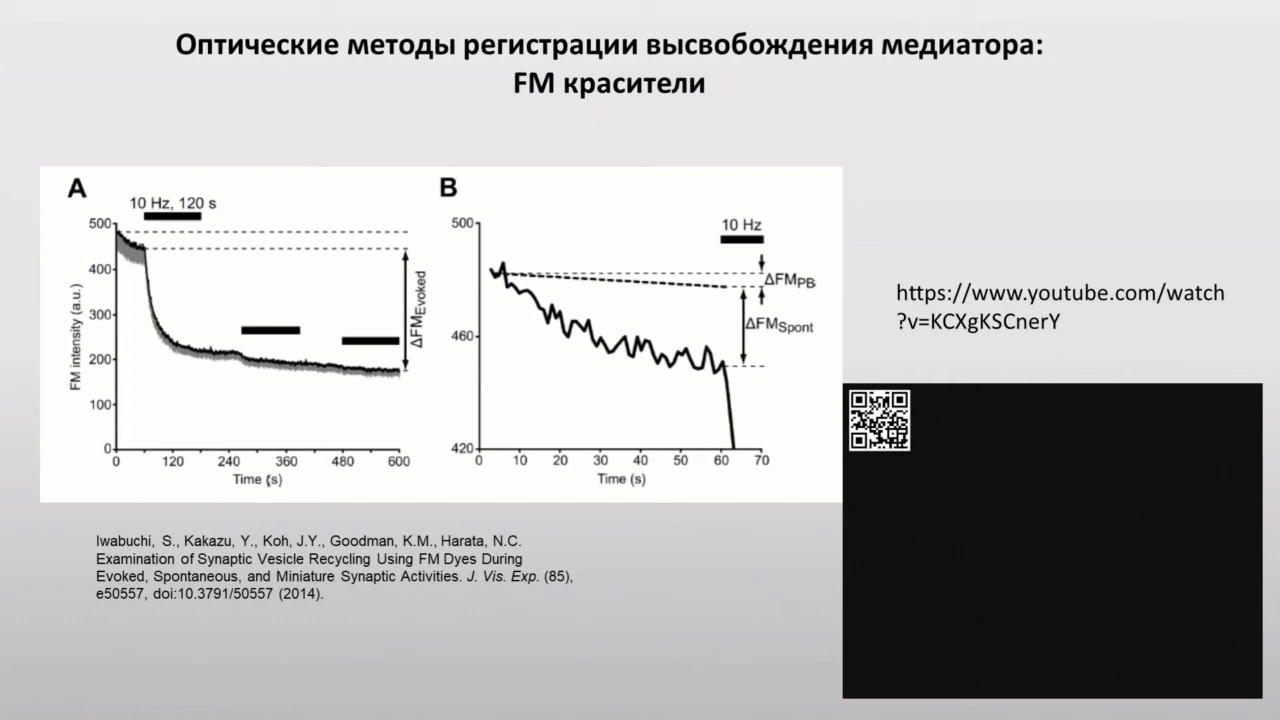 Оптические методы регистрации высвобождения медиатора:
FM красители
A
10 Hz, 120 s
500
400
300
200
100
0
FM intensity (a.u.)
0 120 240 360 480 600
Time (s)
ΔFMEvoked
B
10 Hz
500
460
420
ΔFMPB
ΔFMSpont
0 10 20 30 40 50 60 70
Time (s)
https://www.youtube.com/watch
?v=KCXgKSCnerY
Iwabuchi, S., Kakazu, Y., Koh, J.Y., Goodman, K.M., Harata, N.C.
Examination of Synaptic Vesicle Recycling Using FM Dyes During
Evoked, Spontaneous, and Miniature Synaptic Activities. J. Vis. Exp. (85),
e50557, doi:10.3791/50557 (2014).